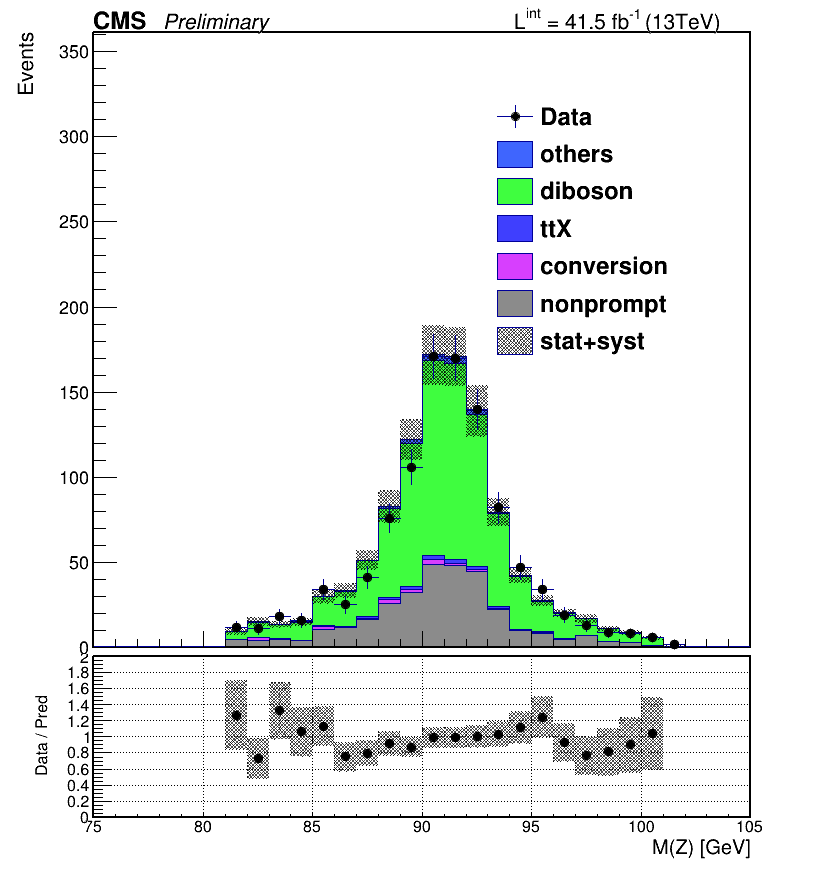 CMS Preliminary L^int = 41.5 fb^-1 (13TeV)
Events
350
300
250
200
150
100
50
0
Data
others
diboson
ttX
conversion
nonprompt
stat+syst
Data / Pred
2
1.8
1.6
1.4
1.2
1
0.8
0.6
0.4
0.2
0
75 80 85 90 95 100 105
M(Z) [GeV]